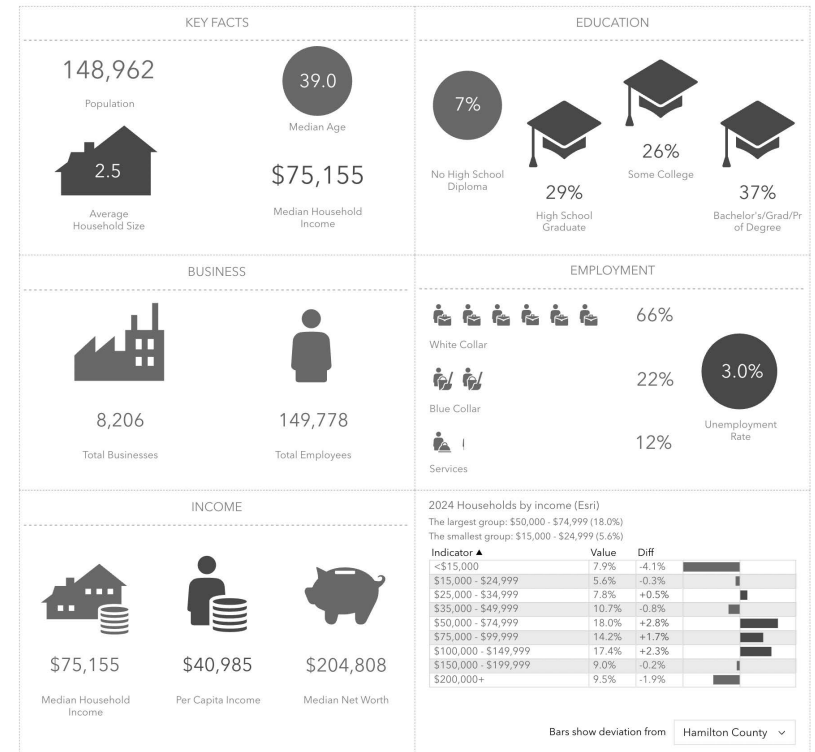 KEY FACTS
148,962
Population
39.0
Median Age
2.5
Average
Household Size
$75,155
Median Household
Income
EDUCATION
7%
No High School
Diploma
29%
High School
Graduate
26%
Some College
37%
Bachelor's/Grad/Pr
of Degree
BUSINESS
8,206
Total Businesses
149,778
Total Employees
EMPLOYMENT
66%
White Collar
22%
Blue Collar
12%
Services
3.0%
Unemployment
Rate
INCOME
$75,155
Median Household
Income
$40,985
Per Capita Income
$204,808
Median Net Worth
2024 Households by income (Esri)
The largest group: $50,000 - $74,999 (18.0%)
The smallest group: $15,000 - $24,999 (5.6%)
Indicator ▲ Value Diff
<$15,000 7.9% -4.1%
$15,000 - $24,999 5.6% -0.3%
$25,000 - $34,999 7.8% +0.5%
$35,000 - $49,999 10.7% -0.8%
$50,000 - $74,999 18.0% +2.8%
$75,000 - $99,999 14.2% +1.7%
$100,000 - $149,999 17.4% +2.3%
$150,000 - $199,999 9.0% -0.2%
$200,000+ 9.5% -1.9%
Bars show deviation from Hamilton County